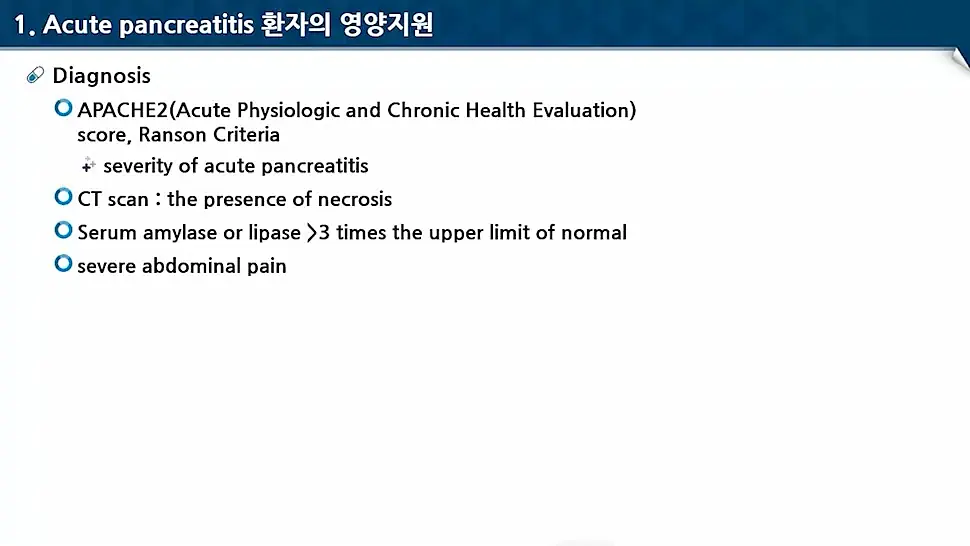 1. Acute pancreatitis 환자의 영양지원
Diagnosis
APACHE2(Acute Physiologic and Chronic Health Evaluation)
score, Ranson Criteria
severity of acute pancreatitis
CT scan : the presence of necrosis
Serum amylase or lipase >3 times the upper limit of normal
severe abdominal pain